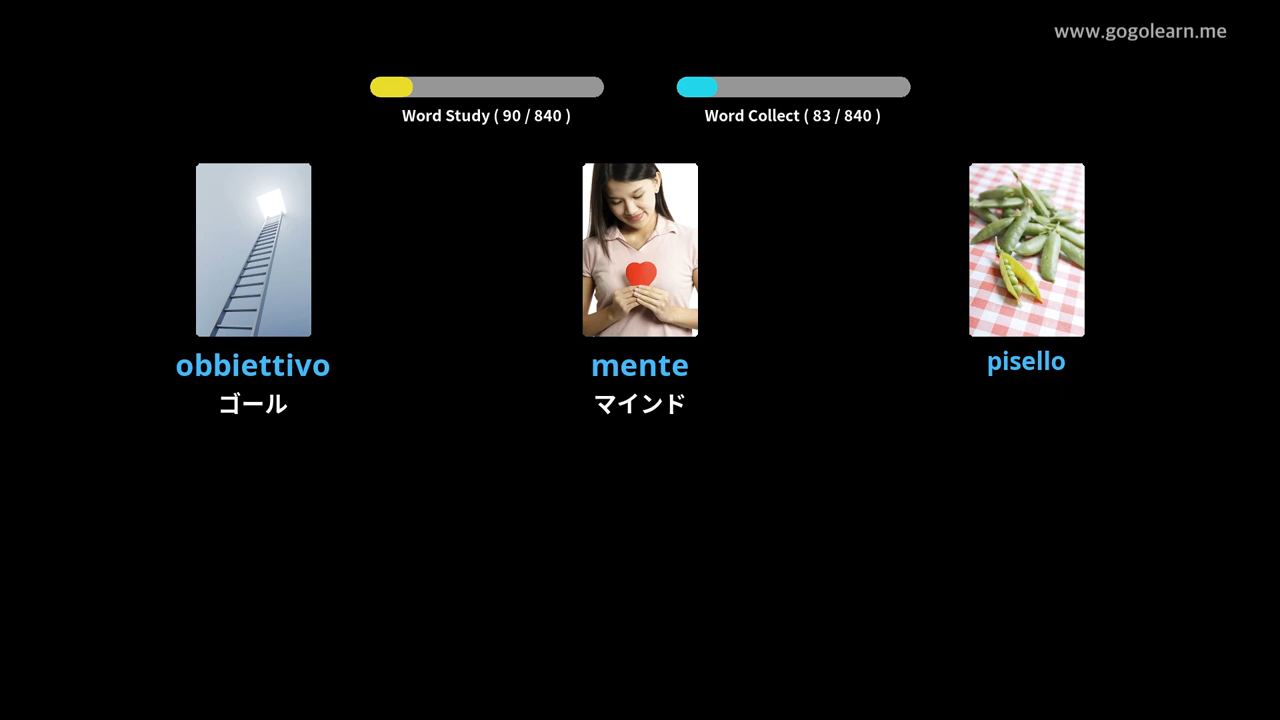 www.gogolearn.me
Word Study ( 90 / 840 )
Word Collect ( 83 / 840 )
obbiettivo
ゴール
mente
マインド
pisello